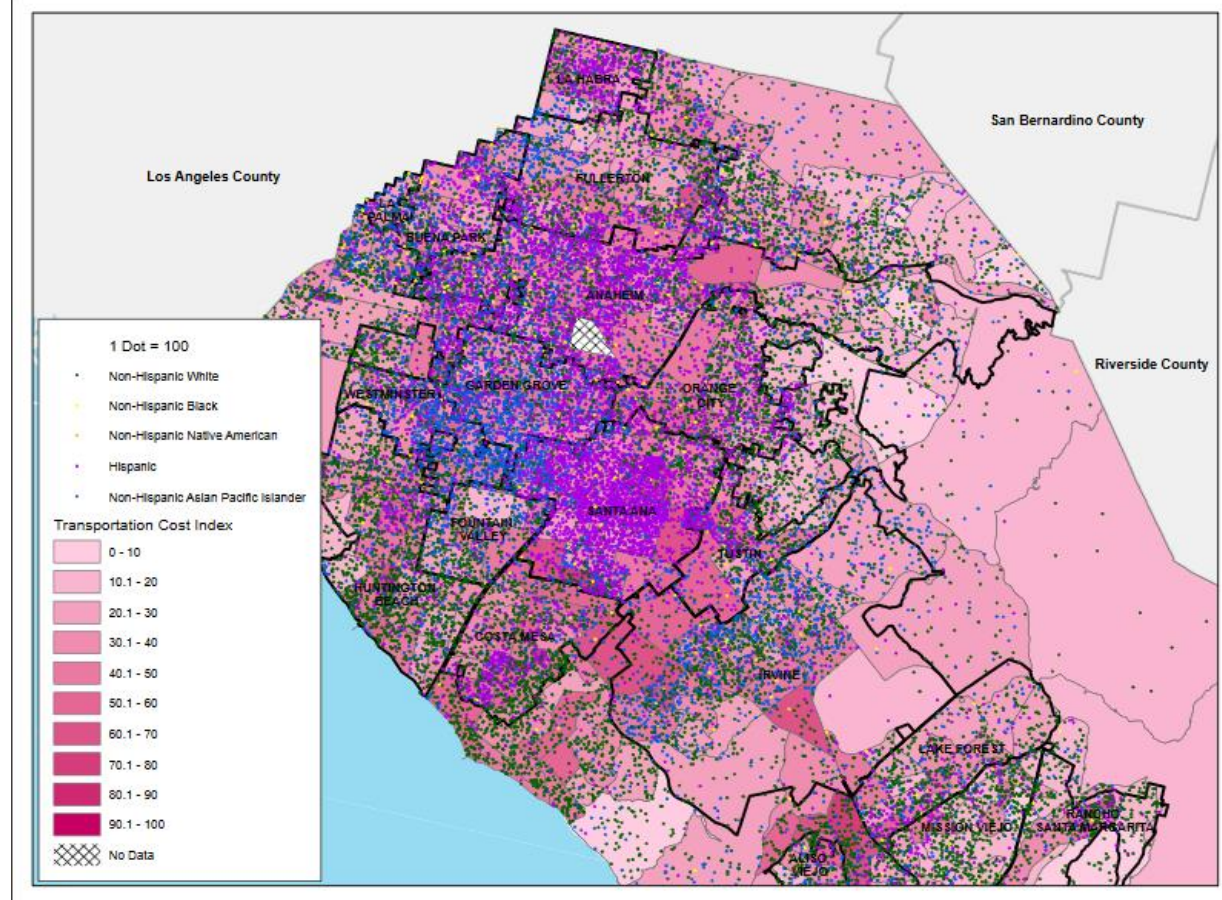 LA HABRA
San Bernardino County
Los Angeles County
FULLERTON
LA
PALMA
BUENA PARK
ANAHEIM
Riverside County
1 Dot = 100
Non-Hispanic White
Non-Hispanic Black
Non-Hispanic Native American
Hispanic
Non-Hispanic Asian Pacific Islander
Transportation Cost Index
0 - 10
10.1 - 20
20.1 - 30
30.1 - 40
40.1 - 50
50.1 - 60
60.1 - 70
70.1 - 80
80.1 - 90
90.1 - 100
No Data
GARDEN GROVE
WESTMINSTER
ORANGE
CITY
SANTA ANA
FOUNTAIN
VALLEY
TUSTIN
HUNTINGTON
BEACH
COSTA MESA
IRVINE
LAKE FOREST
MISSION VIEJO
RANCHO
SANTA MARGARITA
ALISO
VIEJO